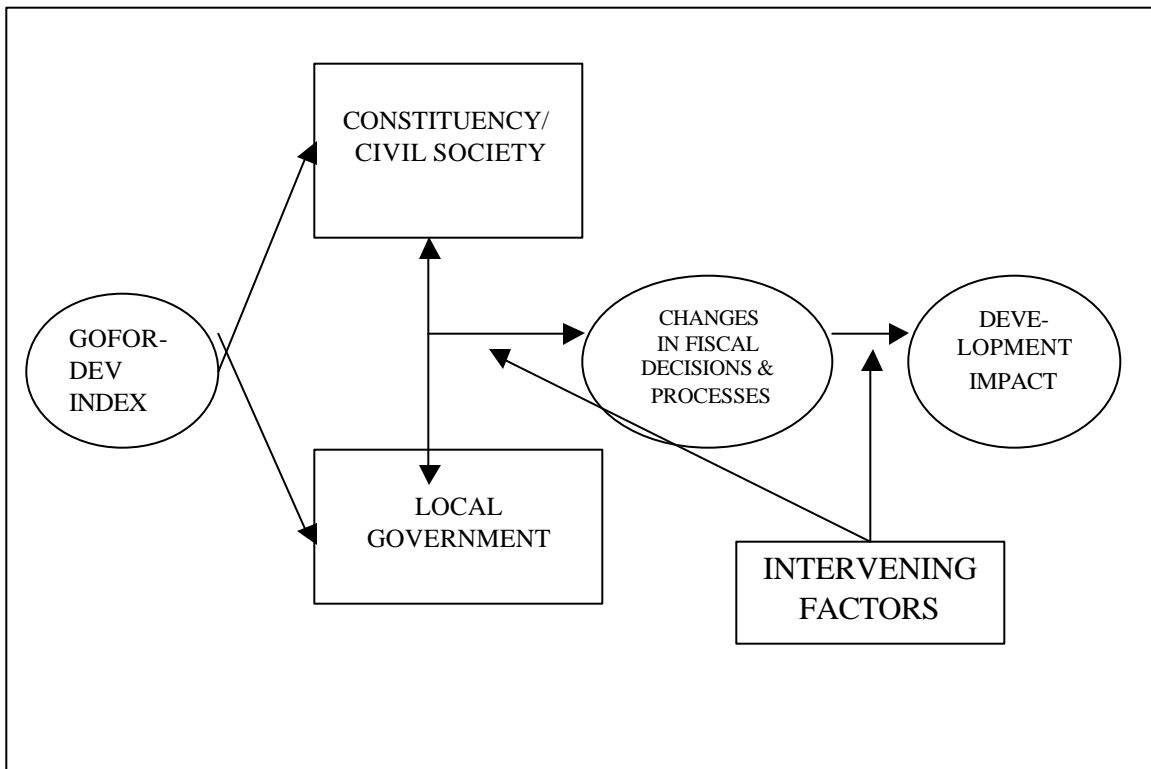 CONSTITUENCY/
CIVIL SOCIETY
GOFOR-
DEV
INDEX
CHANGES
IN FISCAL
DECISIONS &
PROCESSES
DEVE-
LOPMENT
IMPACT
LOCAL
GOVERNMENT
INTERVENING
FACTORS